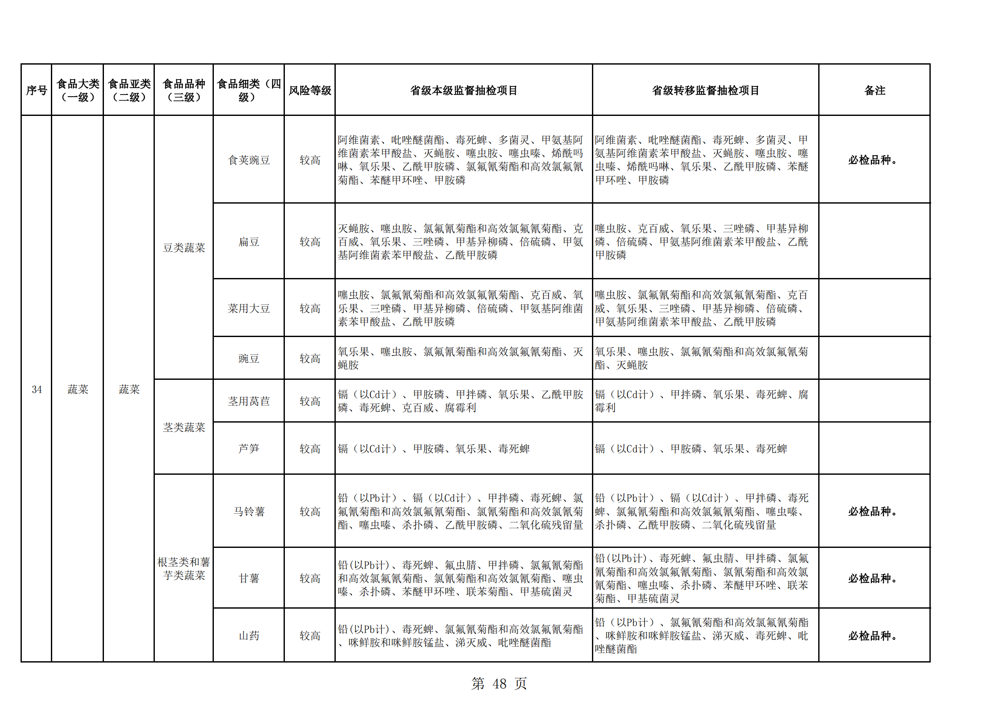 序号
食品大类
（一级）
食品亚类
（二级）
食品品种
（三级）
食品细类（四
级）
风险等级
省级本级监督抽检项目
省级转移监督抽检项目
备注
34
蔬菜
蔬菜
豆类蔬菜
食荚豌豆
较高
阿维菌素、吡唑醚菌酯、毒死蜱、多菌灵、甲氨基阿
维菌素苯甲酸盐、灭蝇胺、噻虫胺、噻虫嗪、烯酰吗
啉、氧乐果、乙酰甲胺磷、氯氟氰菊酯和高效氯氟氰
菊酯、苯醚甲环唑、甲胺磷
阿维菌素、吡唑醚菌酯、毒死蜱、多菌灵、甲
氨基阿维菌素苯甲酸盐、灭蝇胺、噻虫胺、噻
虫嗪、烯酰吗啉、氧乐果、乙酰甲胺磷、苯醚
甲环唑、甲胺磷
必检品种。
扁豆
较高
灭蝇胺、噻虫胺、氯氟氰菊酯和高效氯氟氰菊酯、克
百威、氧乐果、三唑磷、甲基异柳磷、倍硫磷、甲氨
基阿维菌素苯甲酸盐、乙酰甲胺磷
噻虫胺、克百威、氧乐果、三唑磷、甲基异柳
磷、倍硫磷、甲氨基阿维菌素苯甲酸盐、乙酰
甲胺磷
菜用大豆
较高
噻虫胺、氯氟氰菊酯和高效氯氟氰菊酯、克百威、氧
乐果、三唑磷、甲基异柳磷、倍硫磷、甲氨基阿维菌
素苯甲酸盐、乙酰甲胺磷
噻虫胺、氯氟氰菊酯和高效氯氟氰菊酯、克百
威、氧乐果、三唑磷、甲基异柳磷、倍硫磷、
甲氨基阿维菌素苯甲酸盐、乙酰甲胺磷
豌豆
较高
氧乐果、噻虫胺、氯氟氰菊酯和高效氯氟氰菊酯、灭
蝇胺
氧乐果、噻虫胺、氯氟氰菊酯和高效氯氟氰菊
酯、灭蝇胺
茎类蔬菜
茎用莴苣
较高
镉（以Cd计）、甲胺磷、甲拌磷、氧乐果、乙酰甲胺
磷、毒死蜱、克百威、腐霉利
镉（以Cd计）、甲拌磷、氧乐果、毒死蜱、腐
霉利
芦笋
较高
镉（以Cd计）、甲胺磷、氧乐果、毒死蜱
镉（以Cd计）、甲胺磷、氧乐果、毒死蜱
根茎类和薯
芋类蔬菜
马铃薯
较高
铅（以Pb计）、镉（以Cd计）、甲拌磷、毒死蜱、氯
氟氰菊酯和高效氯氟氰菊酯、氯氰菊酯和高效氯氰菊
酯、噻虫嗪、杀扑磷、乙酰甲胺磷、二氧化硫残留量
铅（以Pb计）、镉（以Cd计）、甲拌磷、毒死
蜱、氯氟氰菊酯和高效氯氟氰菊酯、噻虫嗪、
杀扑磷、乙酰甲胺磷、二氧化硫残留量
必检品种。
甘薯
较高
铅(以Pb计)、毒死蜱、氟虫腈、甲拌磷、氯氟氰菊酯
和高效氯氟氰菊酯、氯氰菊酯和高效氯氰菊酯、噻虫
嗪、杀扑磷、苯醚甲环唑、联苯菊酯、甲基硫菌灵
铅(以Pb计)、毒死蜱、氟虫腈、甲拌磷、氯氟
氰菊酯和高效氯氟氰菊酯、氯氰菊酯和高效氯
氰菊酯、噻虫嗪、杀扑磷、苯醚甲环唑、联苯
菊酯、甲基硫菌灵
必检品种。
山药
较高
铅(以Pb计)、毒死蜱、氯氟氰菊酯和高效氯氟氰菊酯
、咪鲜胺和咪鲜胺锰盐、涕灭威、吡唑醚菌酯
铅（以Pb计）、氯氟氰菊酯和高效氯氟氰菊酯
、咪鲜胺和咪鲜胺锰盐、涕灭威、毒死蜱、吡
唑醚菌酯
必检品种。
第 48 页